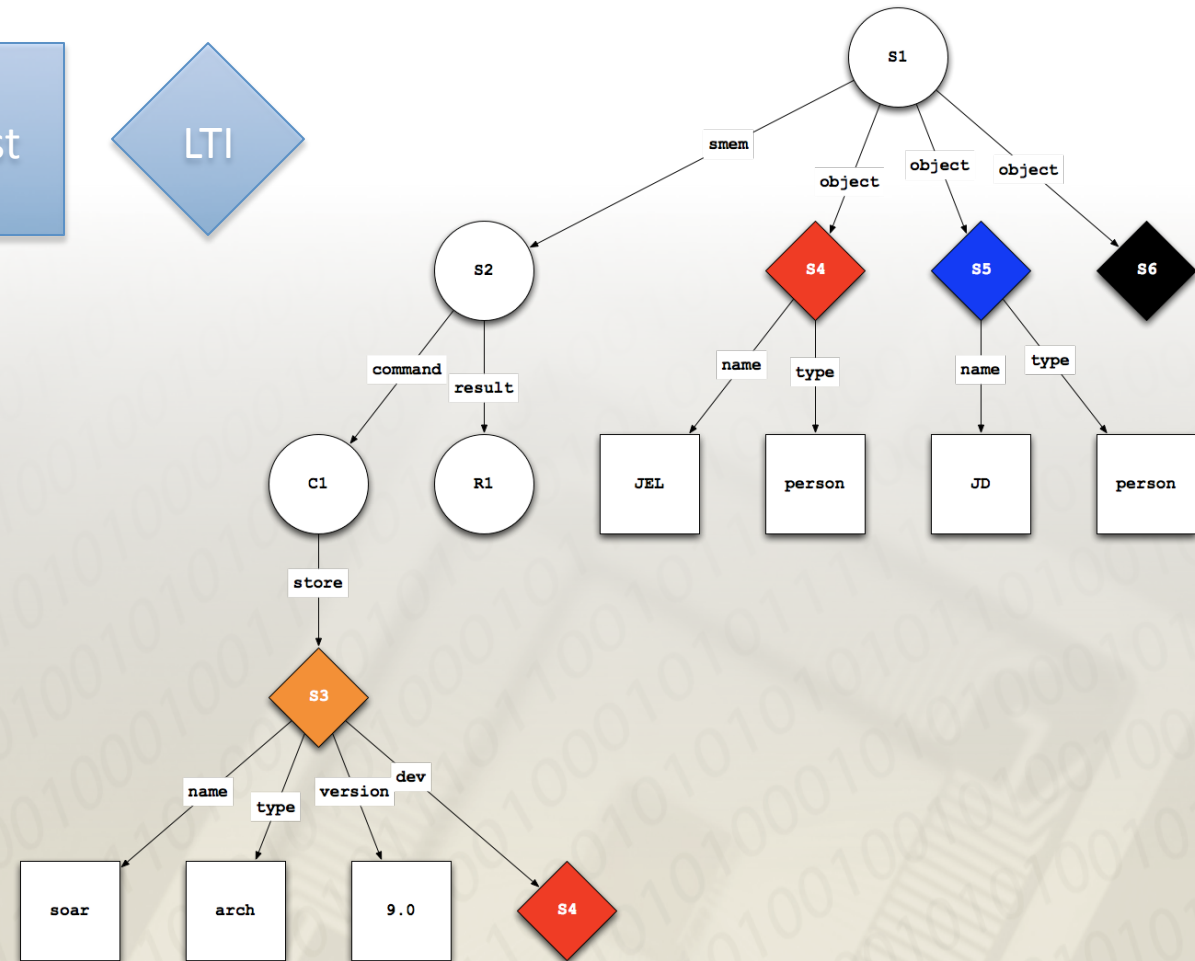 st
LTI
S1
smem
object
object
object
S2
S4
S5
S6
command
result
name
type
name
type
C1
R1
JEL
person
JD
person
store
S3
name
type
version
dev
soar
arch
9.0
S4